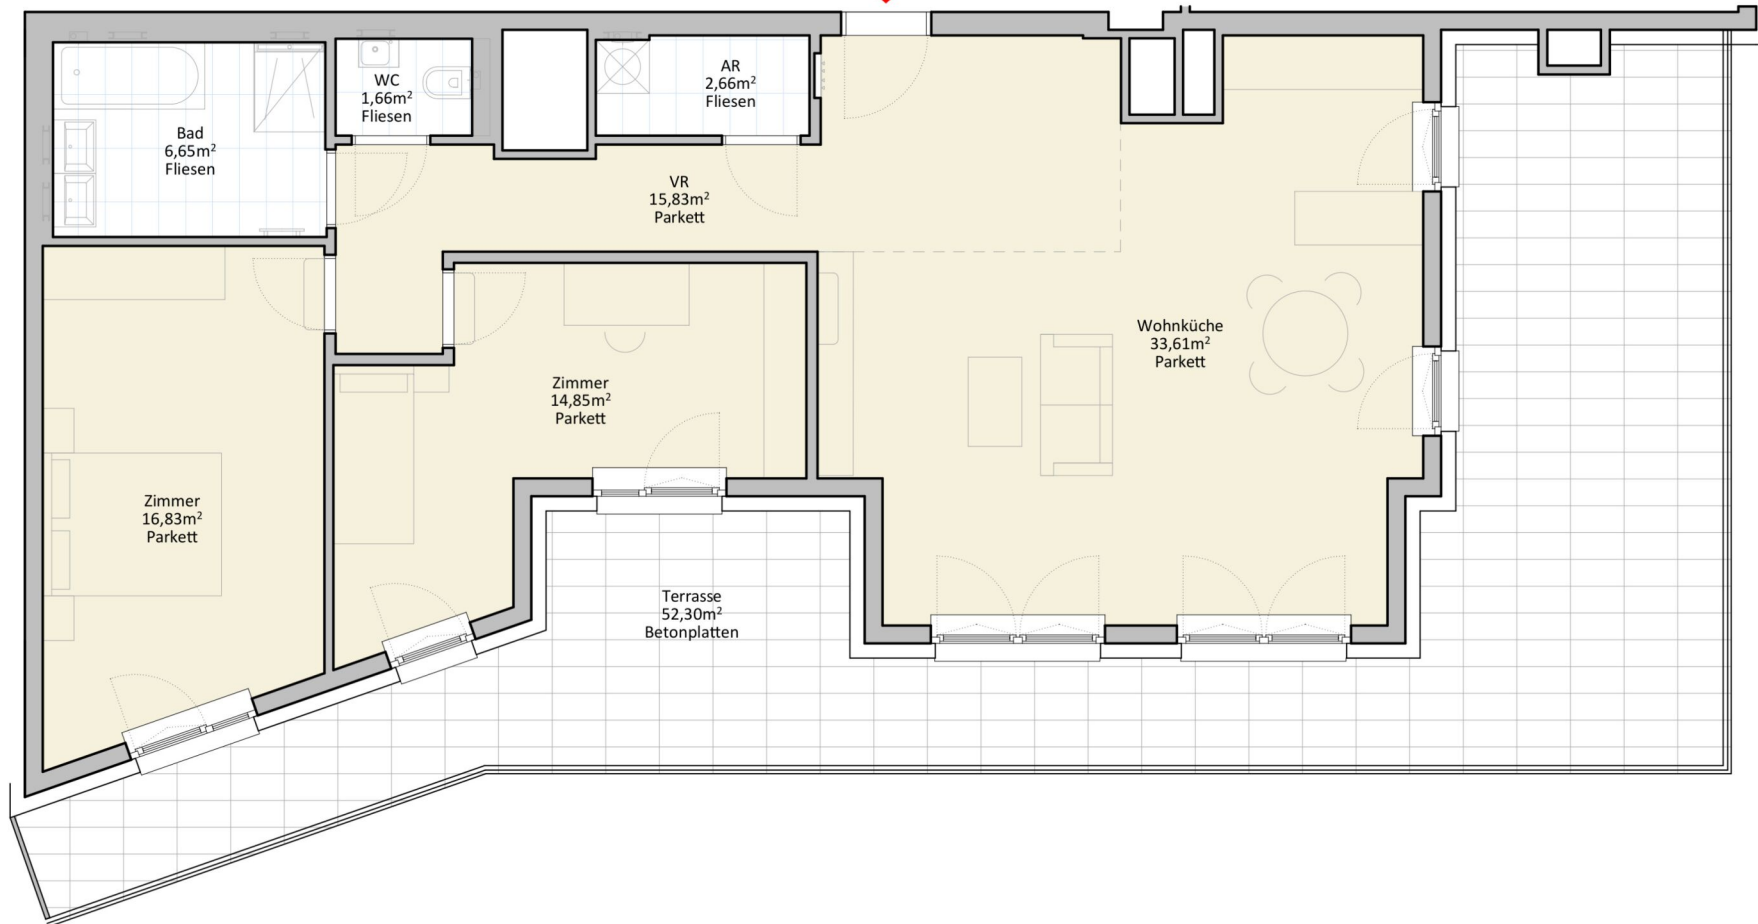 WC
1,66m²
Fliesen
AR
2,66m²
Fliesen
Bad
6,65m²
Fliesen
VR
15,83m²
Parkett
Wohnküche
33,61m²
Parkett
Zimmer
14,85m²
Parkett
Zimmer
16,83m²
Parkett
Terrasse
52,30m²
Betonplatten